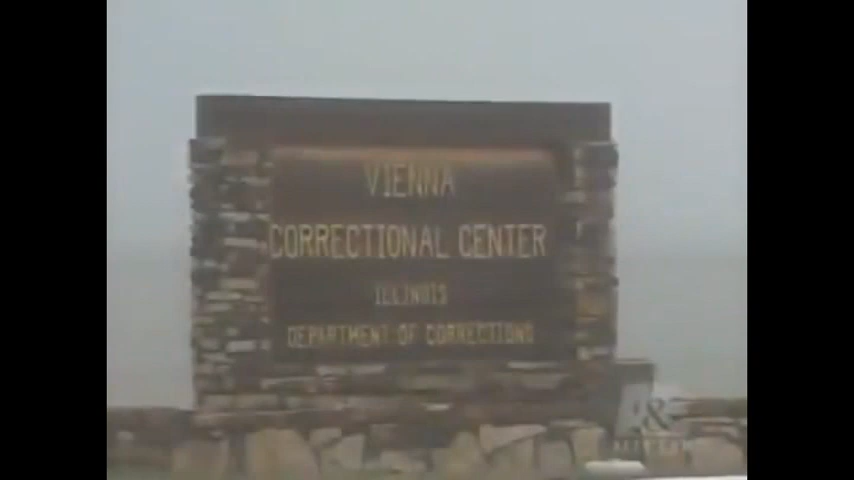 VIENNA
CORRECTIONAL CENTER
ILLINOIS
DEPARTMENT OF CORRECTIONS